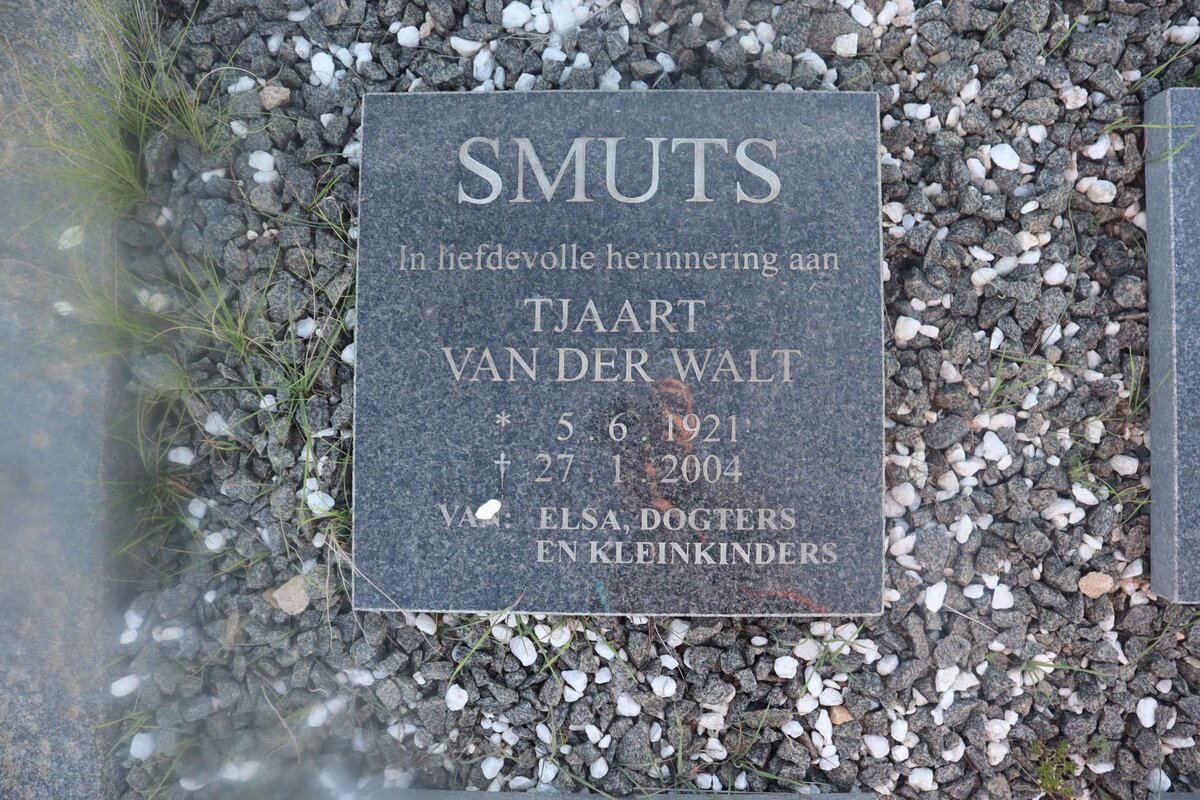 SMUTS
In liefdevolle herinnering aan
TJAART
VAN DER WALT
* 5.6.1921
† 27.1.2004
VAN: ELSA, DOGTERS
EN KLEINKINDERS